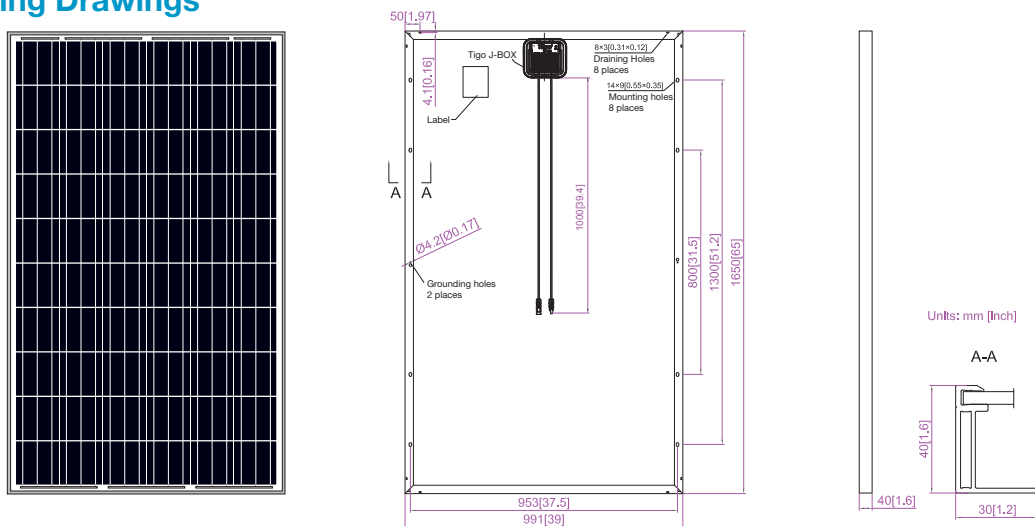 ing Drawings
50[1.97]
4.1[0.16]
Tigo J-BOX
Label
8×3[0.31×0.12]
Draining Holes
8 places
14×9[0.55×0.35]
Mounting holes
8 places
A
A
1000[39.4]
Ø4.2[Ø0.17]
Grounding holes
2 places
800[31.5]
1300[51.2]
1650[65]
953[37.5]
991[39]
40[1.6]
Units: mm [Inch]
A-A
40[1.6]
30[1.2]